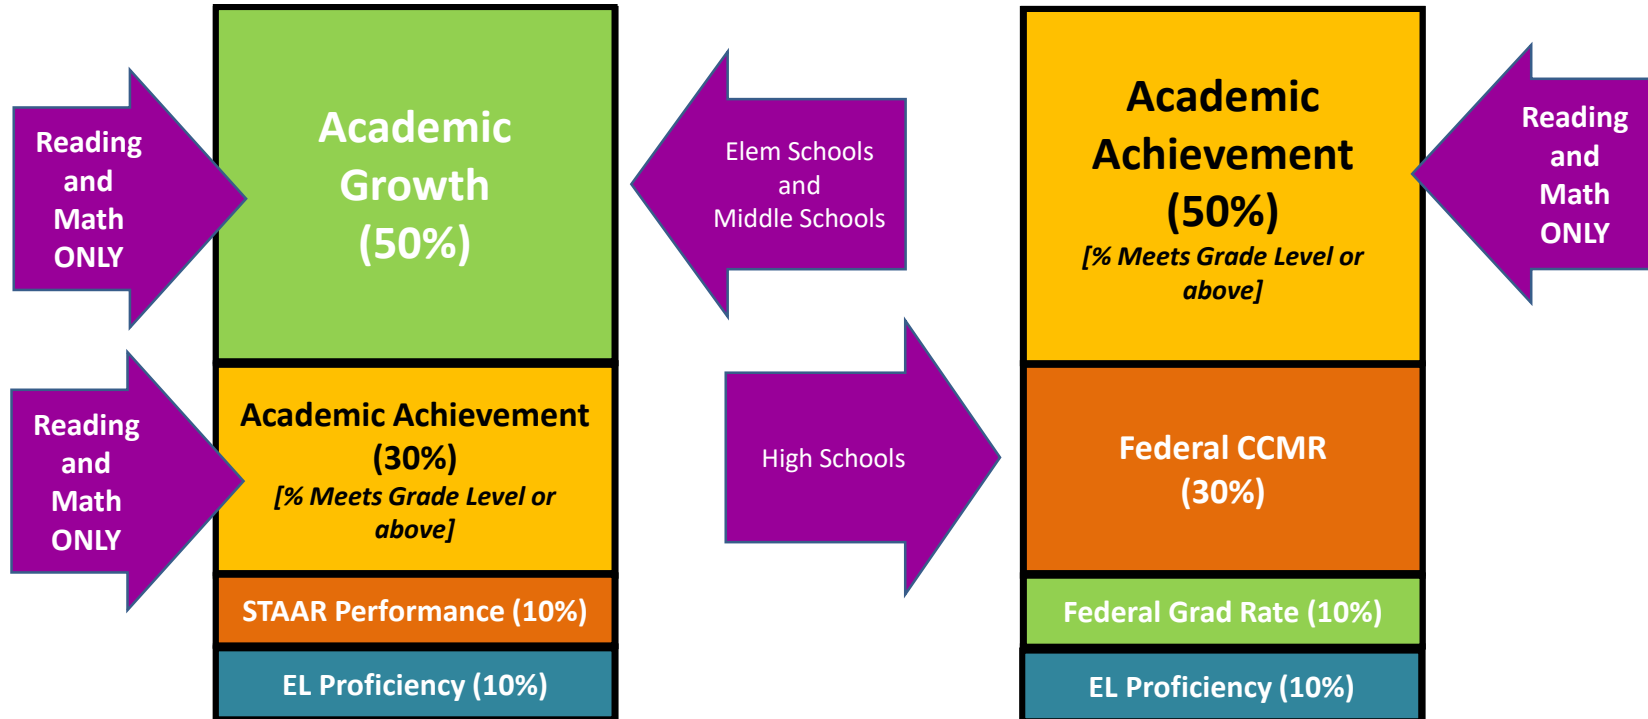 Reading
and
Math
ONLY
Academic
Growth
(50%)
Reading
and
Math
ONLY
Academic Achievement
(30%)
[% Meets Grade Level or
above]
STAAR Performance (10%)
EL Proficiency (10%)
Elem Schools
and
Middle Schools
High Schools
Academic
Achievement
(50%)
[% Meets Grade Level or
above]
Reading
and
Math
ONLY
Federal CCMR
(30%)
Federal Grad Rate (10%)
EL Proficiency (10%)